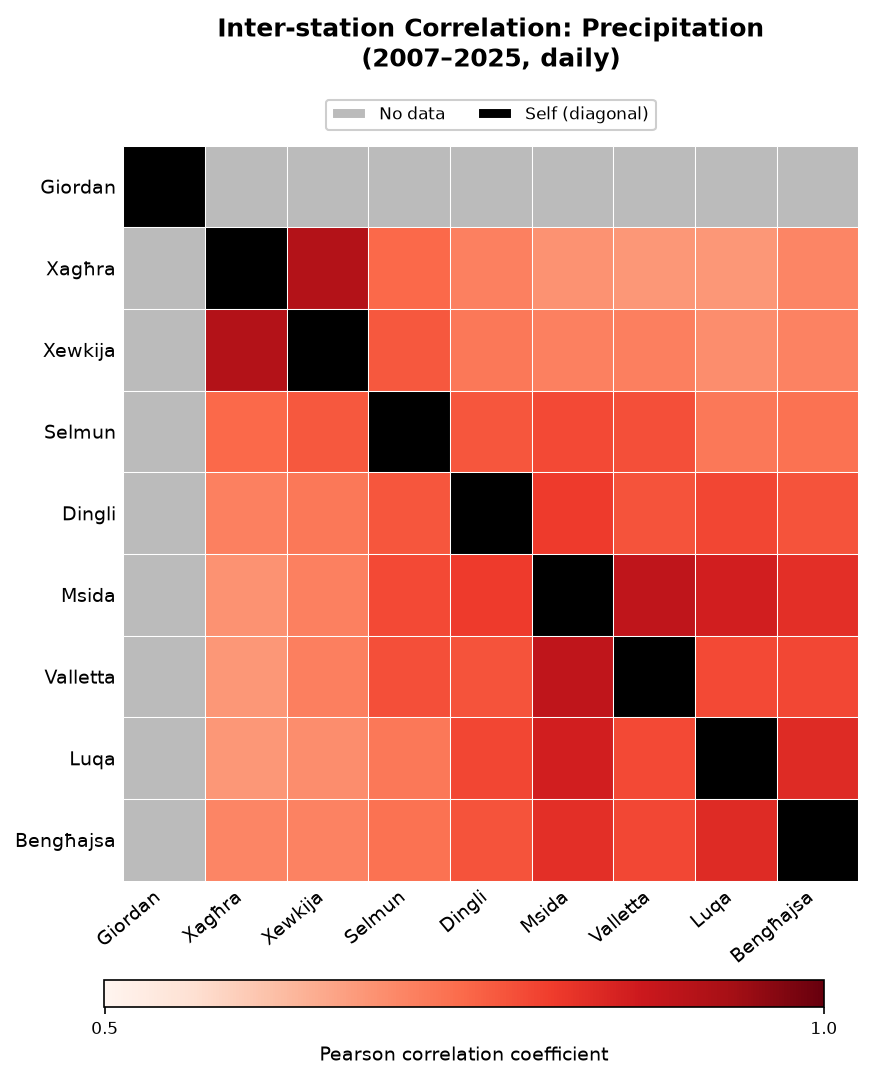 Inter-station Correlation: Precipitation
(2007–2025, daily)
No data
Self (diagonal)
Giordan
Xagħra
Xewkija
Selmun
Dingli
Msida
Valletta
Luqa
Bengħajsa
Giordan
Xagħra
Xewkija
Selmun
Dingli
Msida
Valletta
Luqa
Bengħajsa
0.5
1.0
Pearson correlation coefficient